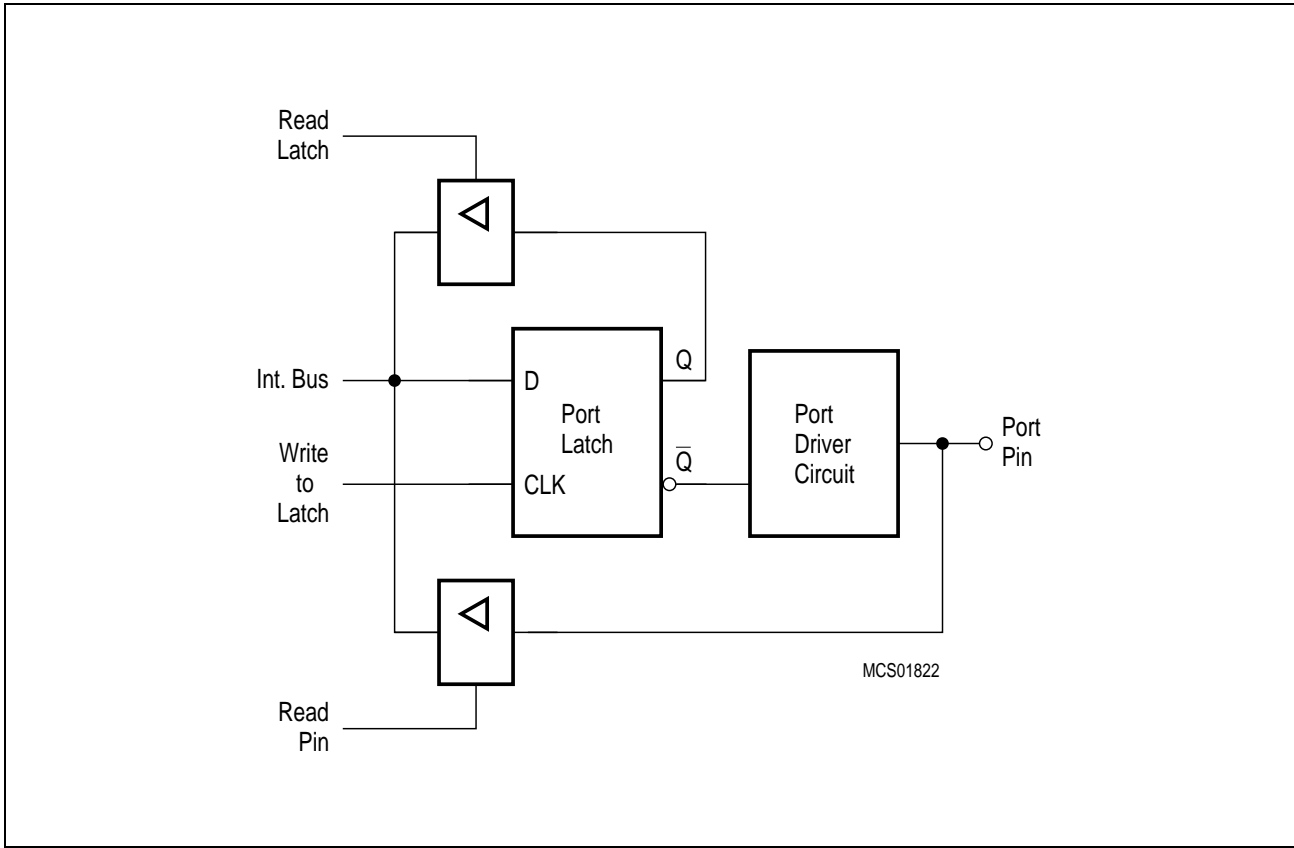 Read
Latch
Q
Int. Bus
D
Port
Latch
Port
Driver
Circuit
Port
Pin
Write
to
Latch
CLK
Q̅
MCS01822
Read
Pin